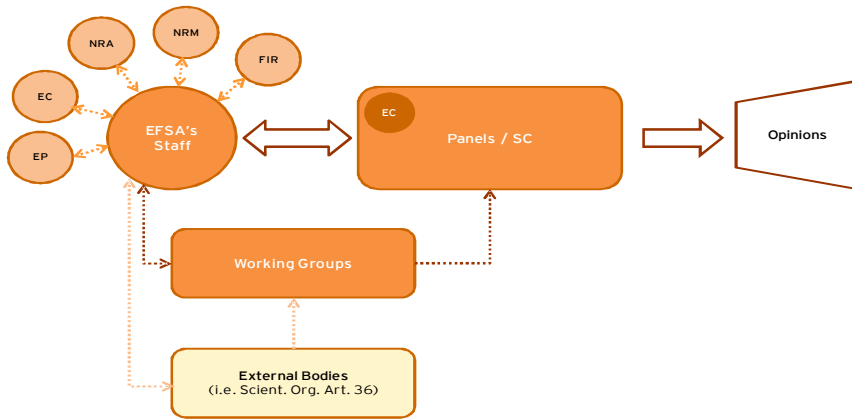 NRM
NRA
FIR
EC
EP
EFSA's
Staff
EC
Panels / SC
Opinions
Working Groups
External Bodies
(i.e. Scient. Org. Art. 36)